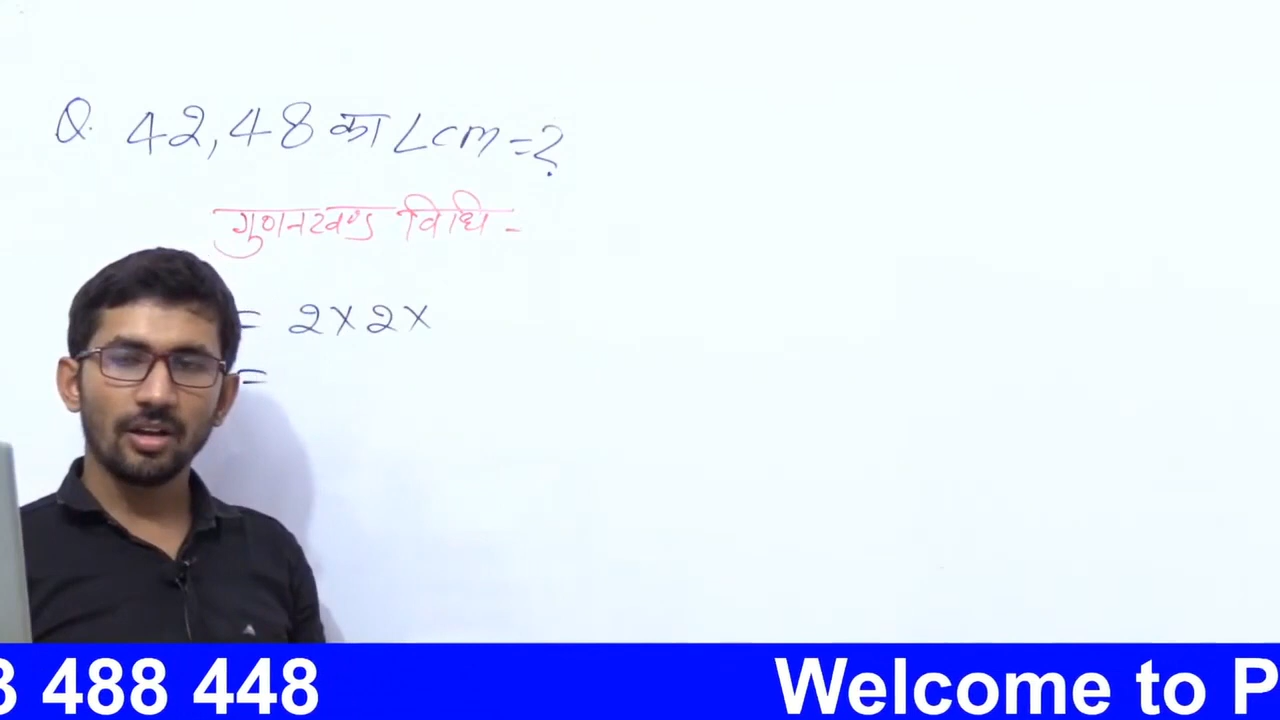 Q. 42,48 का Lcm=?
गुणनखण्ड विधि -
= 2×2×
=
3 488 448 Welcome to P